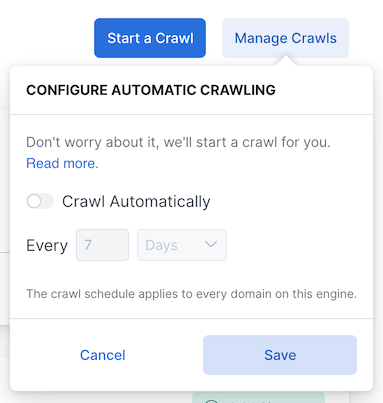 Start a Crawl
Manage Crawls
CONFIGURE AUTOMATIC CRAWLING
Don't worry about it, we'll start a crawl for you.
Read more.
Crawl Automatically
Every 7 Days
The crawl schedule applies to every domain on this engine.
Cancel
Save